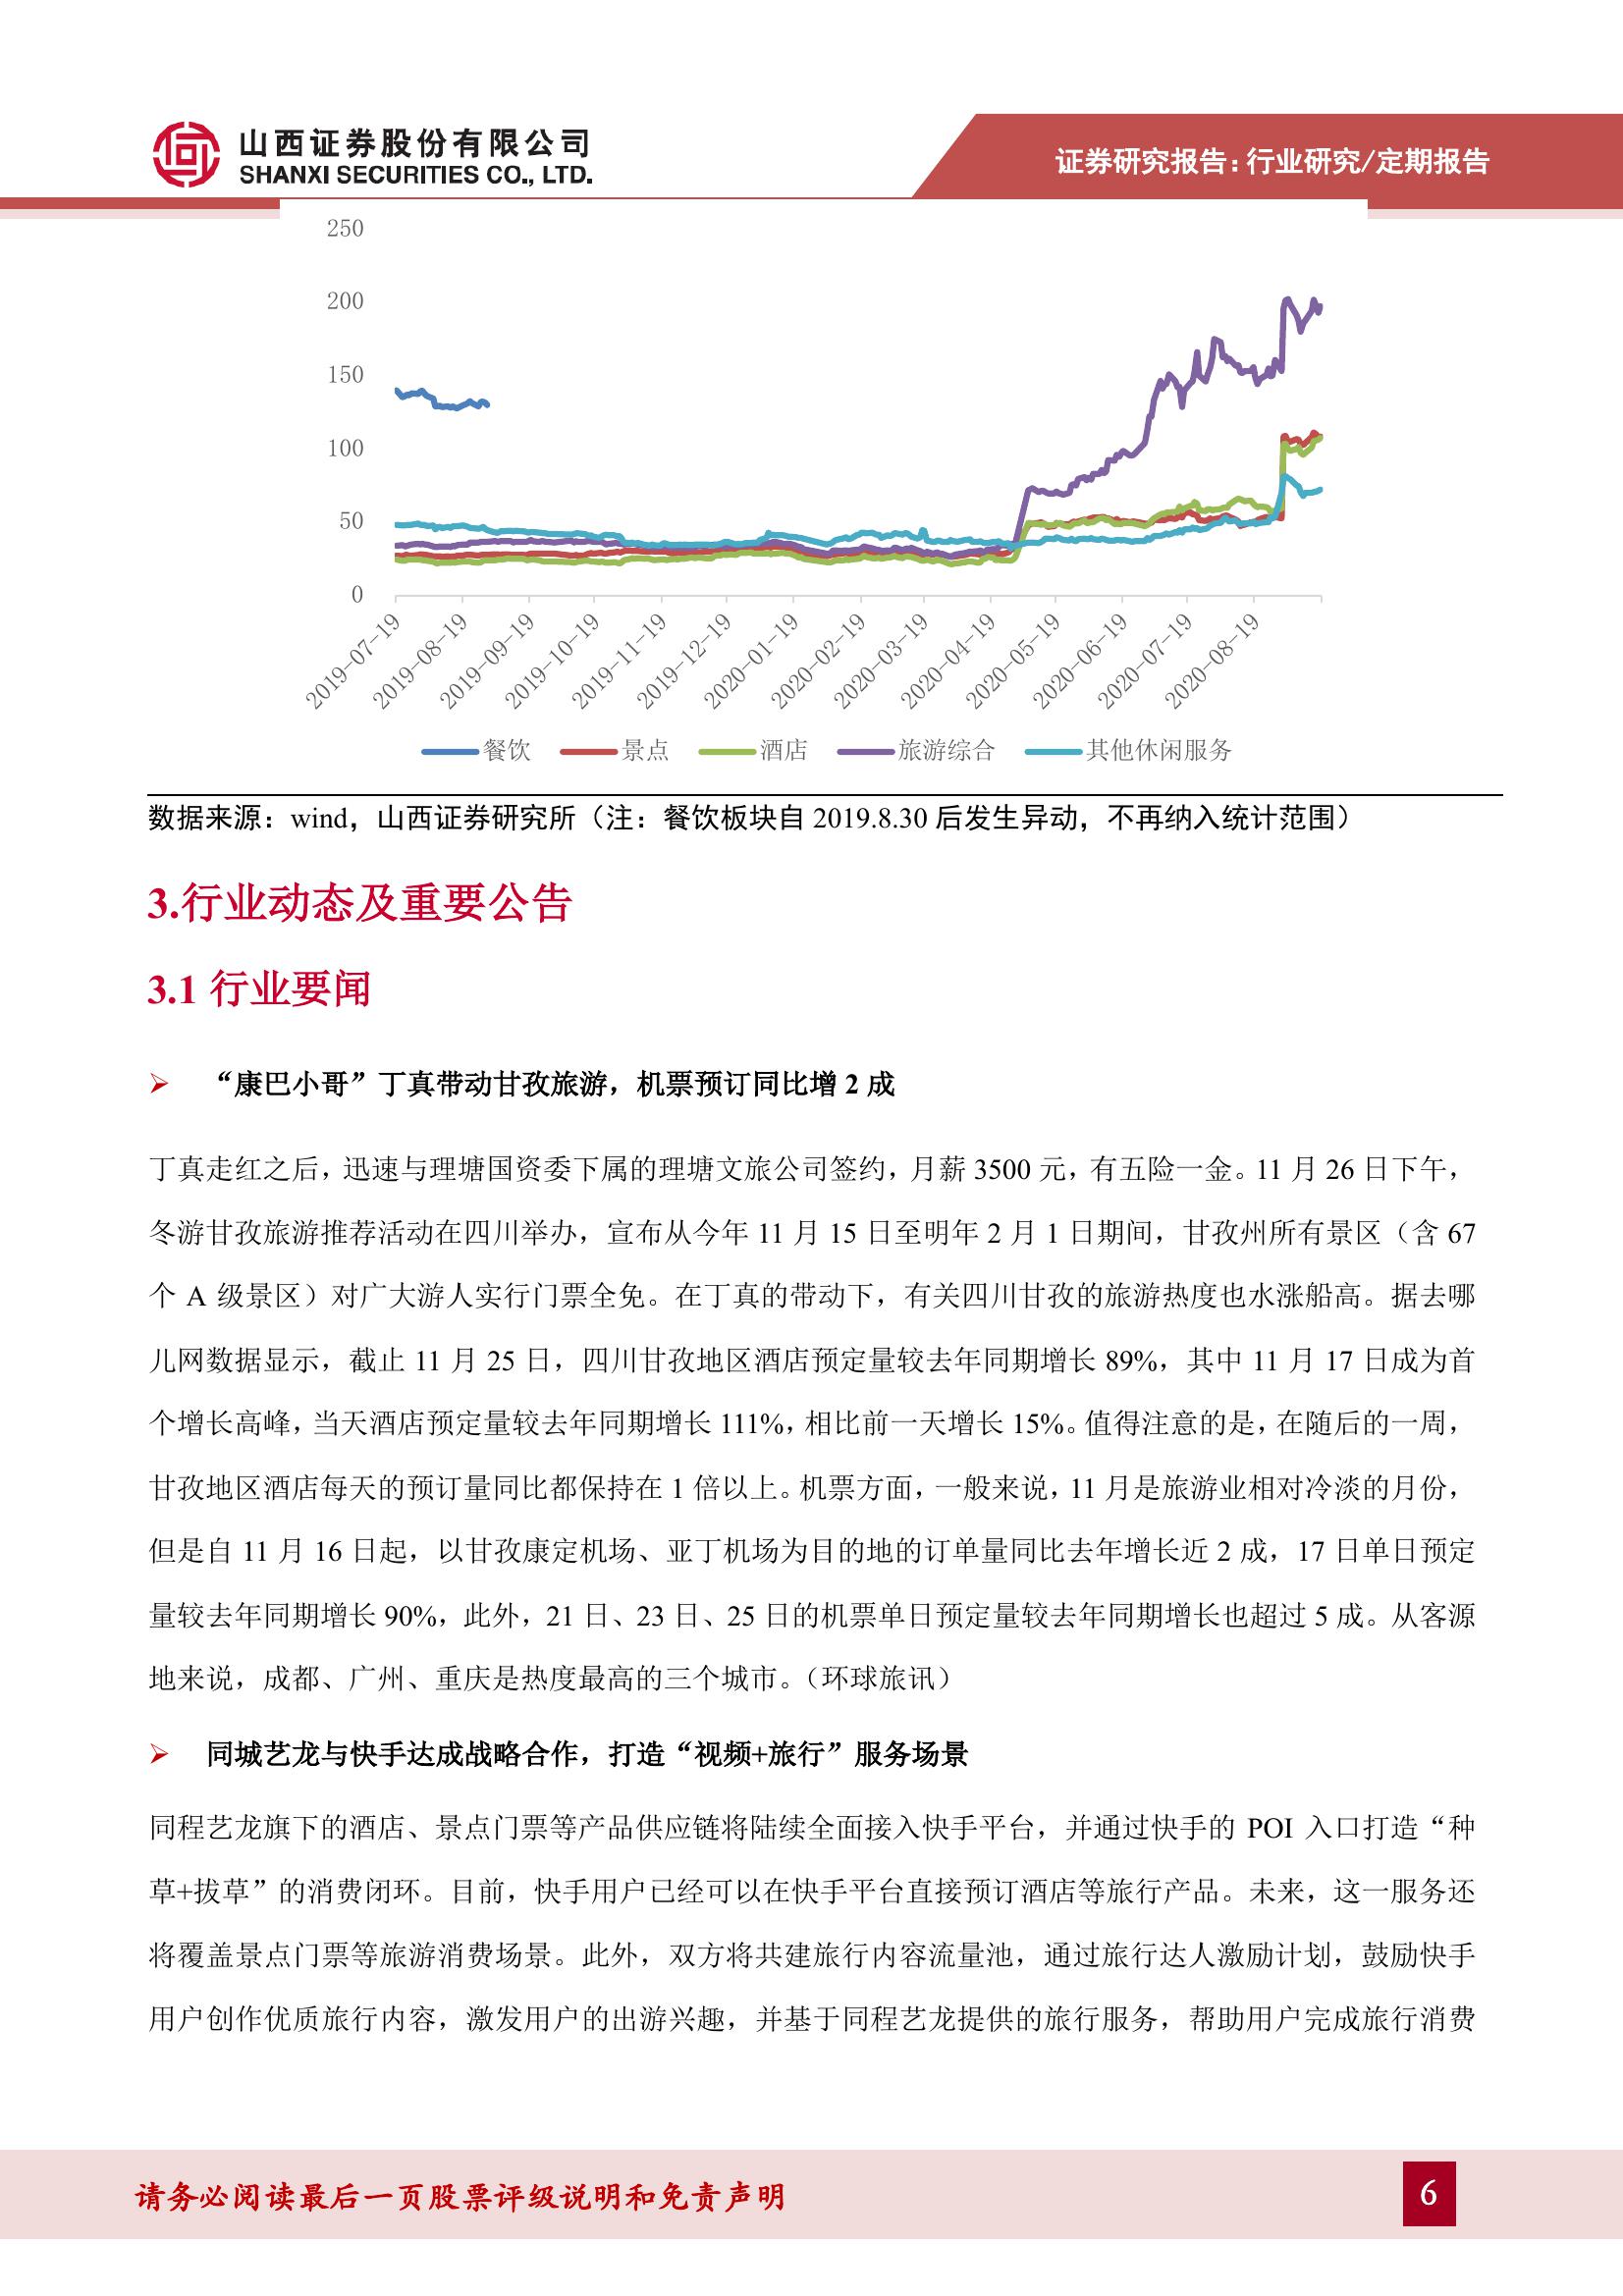 山西证券股份有限公司
SHANXI SECURITIES CO., LTD.
证券研究报告：行业研究/定期报告
250
200
150
100
50
0
2019-07-19
2019-08-19
2019-09-19
2019-10-19
2019-11-19
2019-12-19
2020-01-19
2020-02-19
2020-03-19
2020-04-19
2020-05-19
2020-06-19
2020-07-19
2020-08-19
餐饮 景点 酒店 旅游综合 其他休闲服务
数据来源：wind，山西证券研究所（注：餐饮板块自 2019.8.30 后发生异动，不再纳入统计范围）
3.行业动态及重要公告
3.1 行业要闻
➢ “康巴小哥”丁真带动甘孜旅游，机票预订同比增 2 成
丁真走红之后，迅速与理塘国资委下属的理塘文旅公司签约，月薪 3500 元，有五险一金。11 月 26 日下午，
冬游甘孜旅游推荐活动在四川举办，宣布从今年 11 月 15 日至明年 2 月 1 日期间，甘孜州所有景区（含 67
个 A 级景区）对广大游人实行门票全免。在丁真的带动下，有关四川甘孜的旅游热度也水涨船高。据去哪
儿网数据显示，截止 11 月 25 日，四川甘孜地区酒店预定量较去年同期增长 89%，其中 11 月 17 日成为首
个增长高峰，当天酒店预定量较去年同期增长 111%，相比前一天增长 15%。值得注意的是，在随后的一周，
甘孜地区酒店每天的预订量同比都保持在 1 倍以上。机票方面，一般来说，11 月是旅游业相对冷淡的月份，
但是自 11 月 16 日起，以甘孜康定机场、亚丁机场为目的地的订单量同比去年增长近 2 成，17 日单日预定
量较去年同期增长 90%，此外，21 日、23 日、25 日的机票单日预定量较去年同期增长也超过 5 成。从客源
地来说，成都、广州、重庆是热度最高的三个城市。（环球旅讯）
➢ 同城艺龙与快手达成战略合作，打造“视频+旅行”服务场景
同程艺龙旗下的酒店、景点门票等产品供应链将陆续全面接入快手平台，并通过快手的 POI 入口打造“种
草+拔草”的消费闭环。目前，快手用户已经可以在快手平台直接预订酒店等旅行产品。未来，这一服务还
将覆盖景点门票等旅游消费场景。此外，双方将共建旅行内容流量池，通过旅行达人激励计划，鼓励快手
用户创作优质旅行内容，激发用户的出游兴趣，并基于同程艺龙提供的旅行服务，帮助用户完成旅行消费
请务必阅读最后一页股票评级说明和免责声明
6